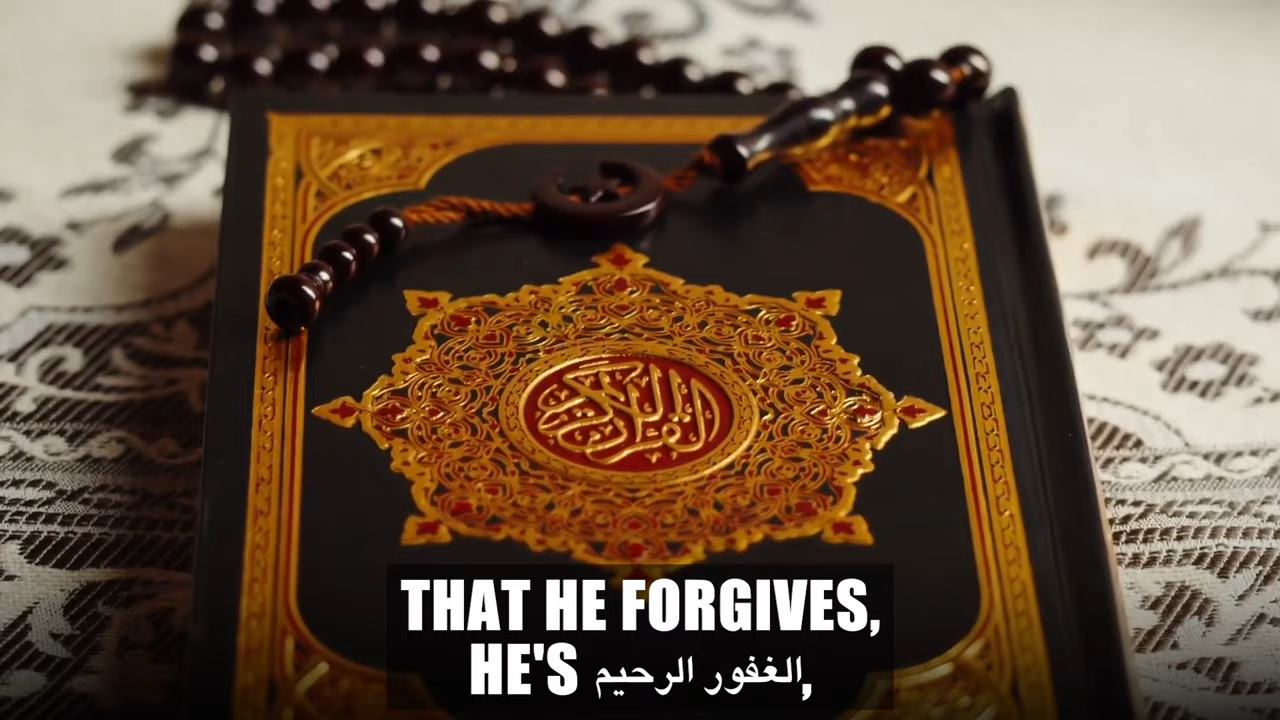 القرآن الكريم
THAT HE FORGIVES,
HE'S الغفور الرحيم,